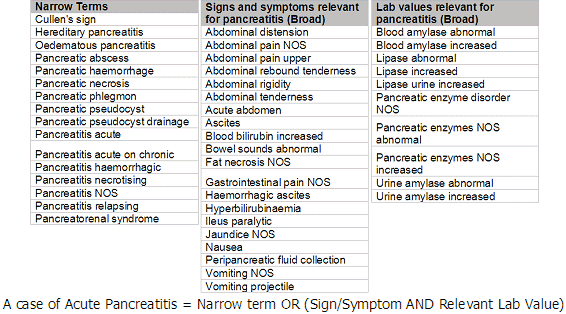 Narrow Terms
Cullen's sign
Hereditary pancreatitis
Oedematous pancreatitis
Pancreatic abscess
Pancreatic haemorrhage
Pancreatic necrosis
Pancreatic phlegmon
Pancreatic pseudocyst
Pancreatic pseudocyst drainage
Pancreatitis acute
Pancreatitis acute on chronic
Pancreatitis haemorrhagic
Pancreatitis necrotising
Pancreatitis NOS
Pancreatitis relapsing
Pancreatorenal syndrome
Signs and symptoms relevant
for pancreatitis (Broad)
Abdominal distension
Abdominal pain NOS
Abdominal pain upper
Abdominal rebound tenderness
Abdominal rigidity
Abdominal tenderness
Acute abdomen
Ascites
Blood bilirubin increased
Bowel sounds abnormal
Fat necrosis NOS
Gastrointestinal pain NOS
Haemorrhagic ascites
Hyperbilirubinaemia
Ileus paralytic
Jaundice NOS
Nausea
Peripancreatic fluid collection
Vomiting NOS
Vomiting projectile
Lab values relevant for
pancreatitis (Broad)
Blood amylase abnormal
Blood amylase increased
Lipase abnormal
Lipase increased
Lipase urine increased
Pancreatic enzyme disorder
NOS
Pancreatic enzymes NOS
abnormal
Pancreatic enzymes NOS
increased
Urine amylase abnormal
Urine amylase increased
A case of Acute Pancreatitis = Narrow term OR (Sign/Symptom AND Relevant Lab Value)